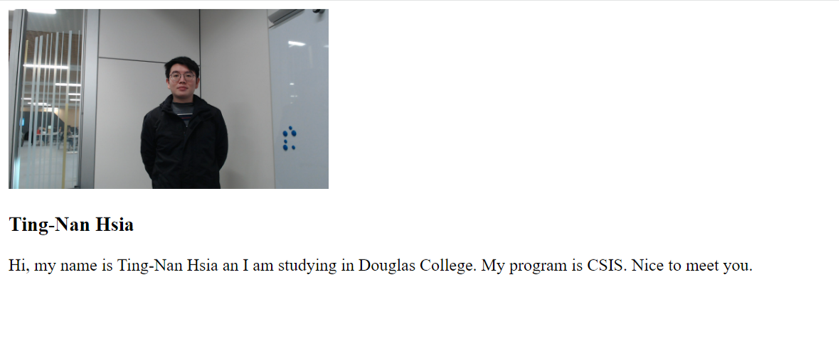 Ting-Nan Hsia
Hi, my name is Ting-Nan Hsia an I am studying in Douglas College. My program is CSIS. Nice to meet you.